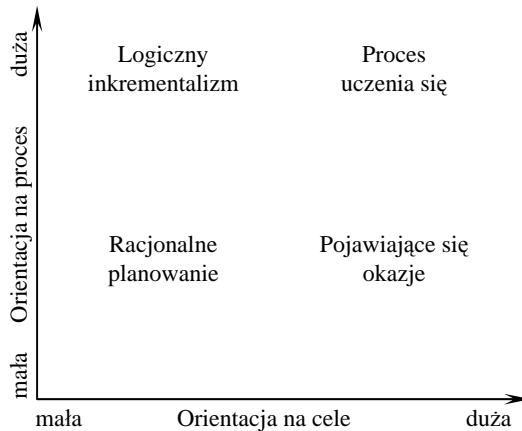 duża
Orientacja na proces
mała
Logiczny
inkrementalizm
Proces
uczenia się
Racjonalne
planowanie
Pojawiające się
okazje
mała
Orientacja na cele
duża